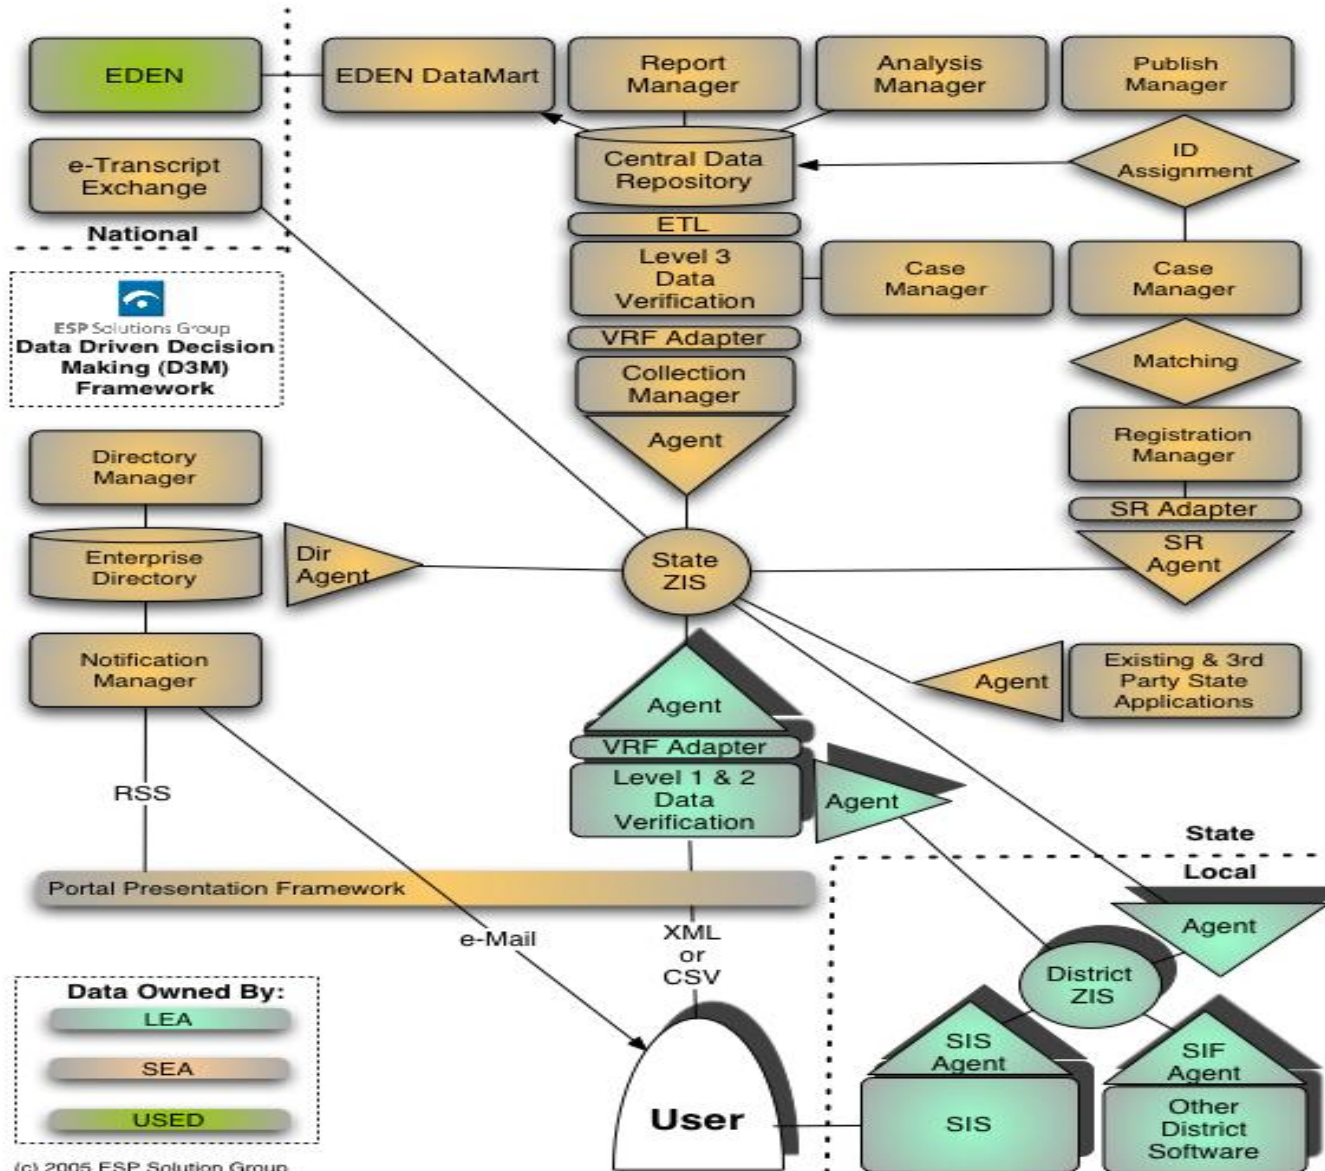 EDEN
EDEN DataMart
Report
Manager
Analysis
Manager
Publish
Manager
e-Transcript
Exchange
Central Data
Repository
ID
Assignment
National
ETL
Level 3
Data
Verification
Case
Manager
Case
Manager
ESP Solutions Group
Data Driven Decision
Making (D3M)
Framework
VRF Adapter
Collection
Manager
Matching
Agent
Directory
Manager
Registration
Manager
SR Adapter
Enterprise
Directory
Dir
Agent
State
ZIS
SR
Agent
Notification
Manager
Agent
Existing & 3rd
Party State
Applications
Agent
VRF Adapter
Level 1 & 2
Data
Verification
Agent
RSS
State
Local
Portal Presentation Framework
e-Mail
XML
or
CSV
Agent
District
ZIS
Data Owned By:
LEA
SEA
USED
SIS
Agent
SIF
Agent
User
SIS
Other
District
Software
(c) 2005 ESP Solution Group